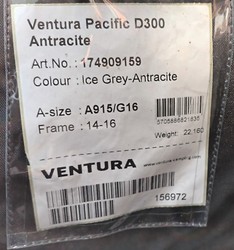 Ventura Pacific D300
Antracite
Art.No.: 174909159
Colour : Ice Grey-Antracite
A-size : A915/G16
Frame : 14-16
5705885821635
Weight: 22,160
VENTURA
156972